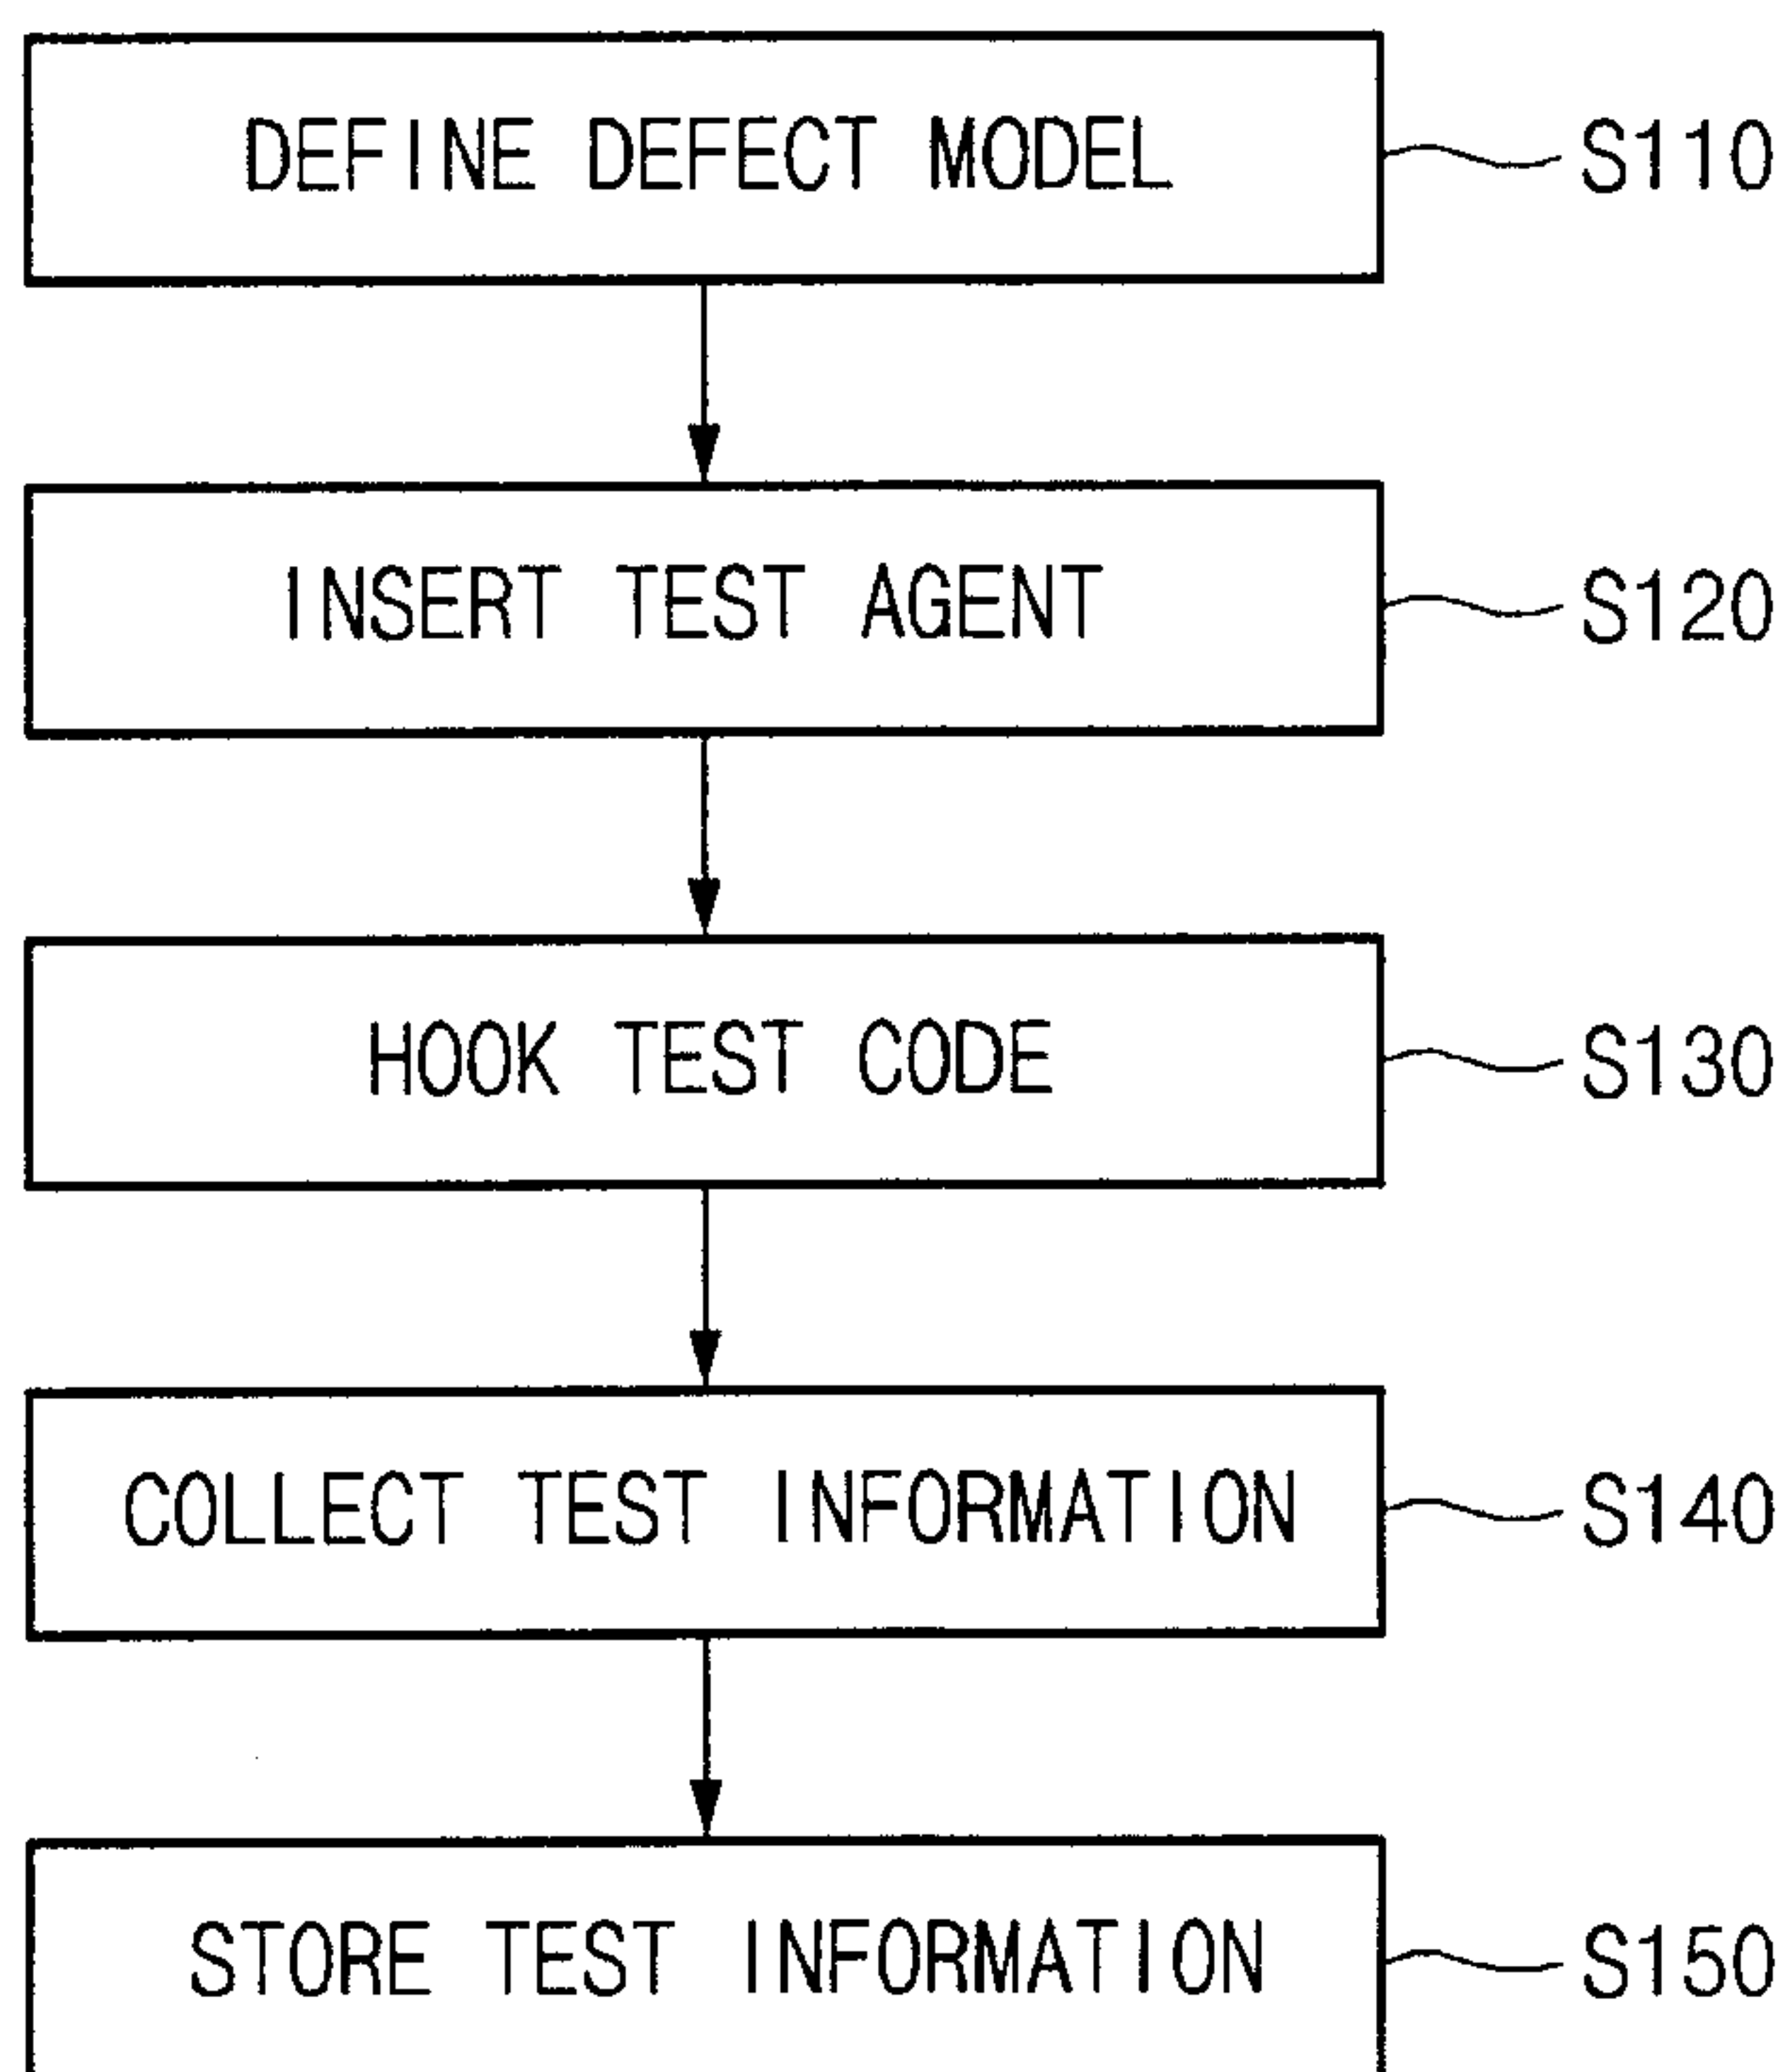 DEFINE DEFECT MODEL
S110
INSERT TEST AGENT
S120
HOOK TEST CODE
S130
COLLECT TEST INFORMATION
S140
STORE TEST INFORMATION
S150